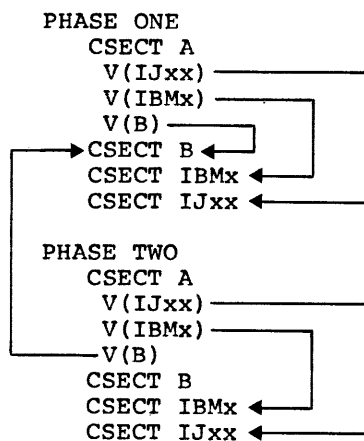 PHASE ONE
CSECT A
V(IJxx)
V(IBMx)
V(B)
CSECT B
CSECT IBMx
CSECT IJxx
PHASE TWO
CSECT A
V(IJxx)
V(IBMx)
V(B)
CSECT B
CSECT IBMx
CSECT IJxx